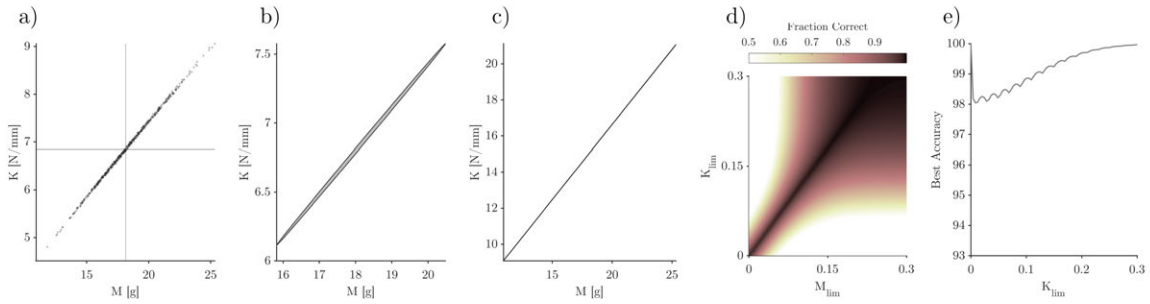 a)
K [N/mm]
9
8
7
6
5
15
20
25
M [g]
b)
K [N/mm]
7.5
7
6.5
6
16
17
18
19
20
M [g]
c)
K [N/mm]
20
18
16
14
12
10
15
20
25
M [g]
d)
Fraction Correct
0.5 0.6 0.7 0.8 0.9
K_lim
0.3
0.15
0
0 0.15 0.3
M_lim
e)
Best Accuracy
100
99
98
97
96
95
94
93
0 0.1 0.2 0.3
K_lim